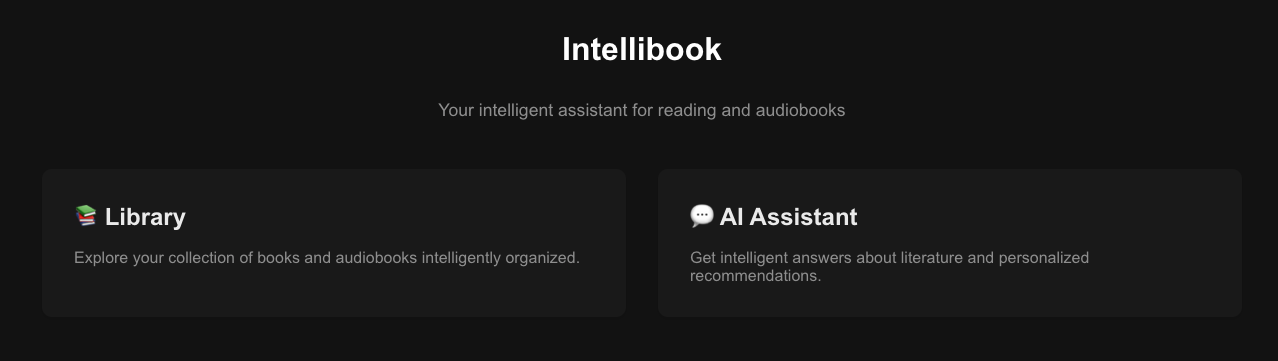 Intellibook
Your intelligent assistant for reading and audiobooks
📚 Library
Explore your collection of books and audiobooks intelligently organized.
💬 AI Assistant
Get intelligent answers about literature and personalized
recommendations.